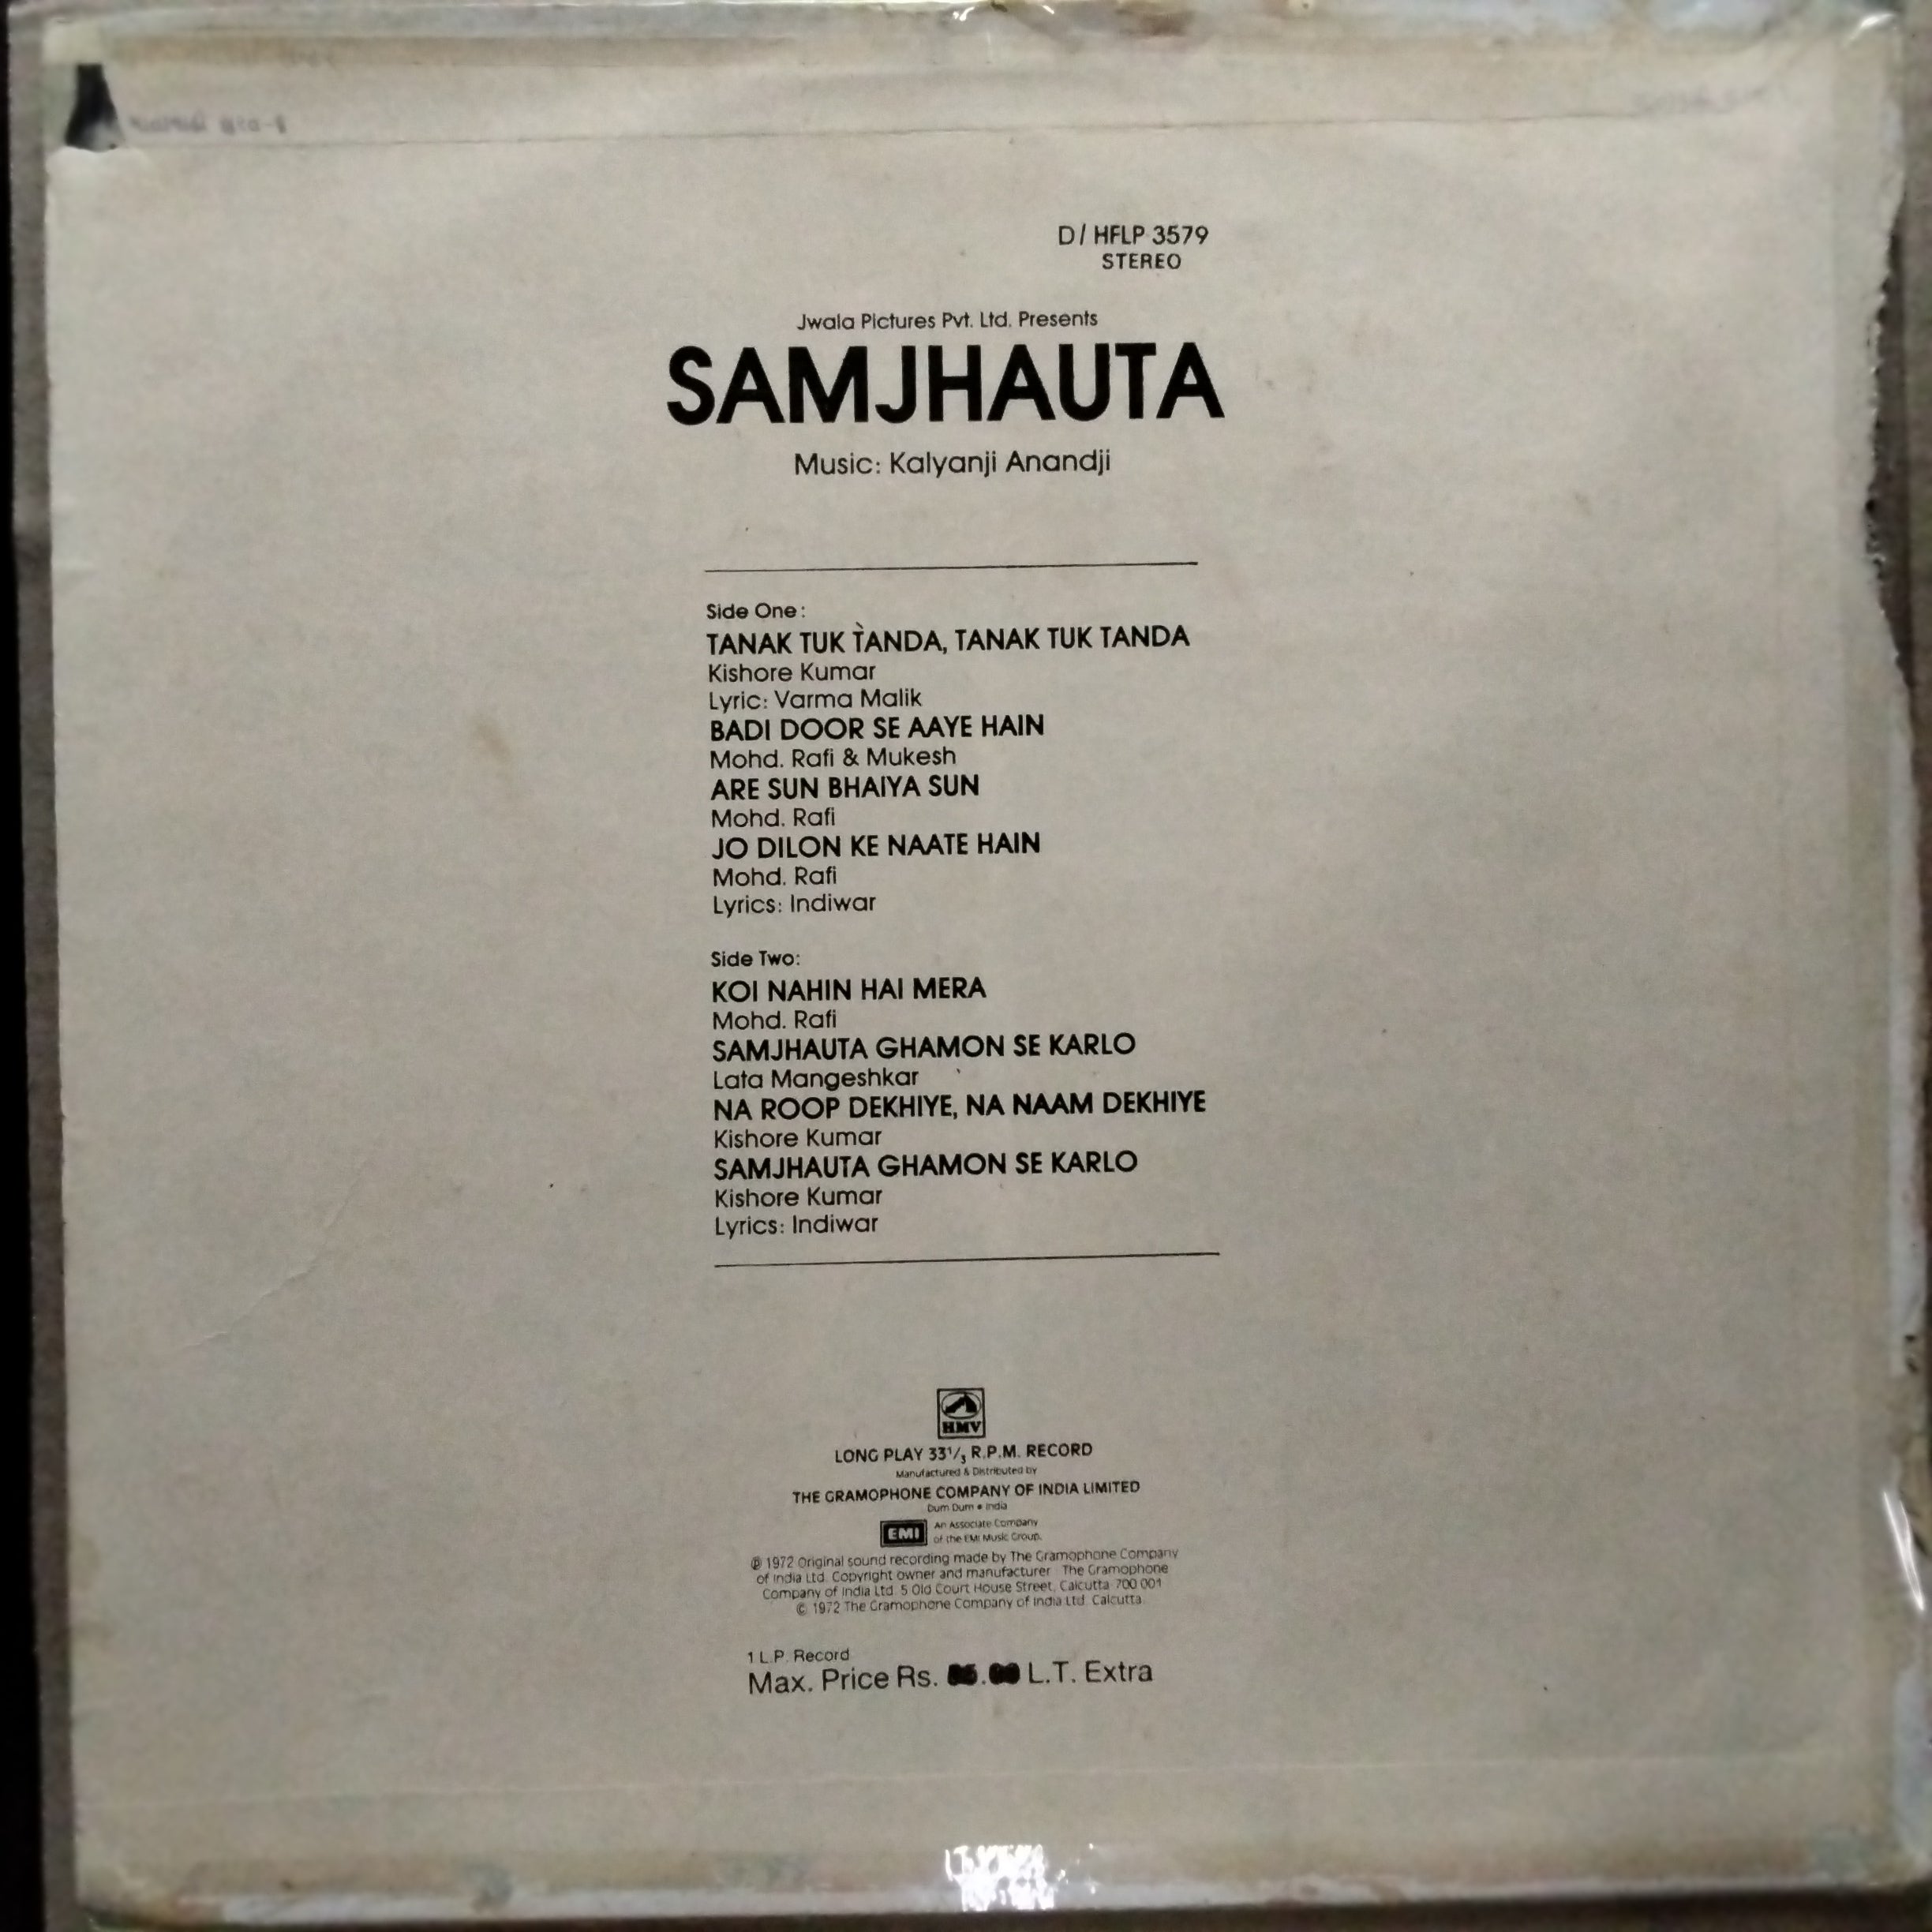 D/ HFLP 3579
STEREO
Jwala Pictures Pvt. Ltd. Presents
SAMJHAUTA
Music: Kalyanji Anandji
Side One:
TANAK TUK TANDA, TANAK TUK TANDA
Kishore Kumar
Lyric: Varma Malik
BADI DOOR SE AAYE HAIN
Mohd. Rafi & Mukesh
ARE SUN BHAIYA SUN
Mohd. Rafi
JO DILON KE NAATE HAIN
Mohd. Rafi
Lyrics: Indiwar
Side Two:
KOI NAHIN HAI MERA
Mohd. Rafi
SAMJHAUTA GHAMON SE KARLO
Lata Mangeshkar
NA ROOP DEKHIYE, NA NAAM DEKHIYE
Kishore Kumar
SAMJHAUTA GHAMON SE KARLO
Kishore Kumar
Lyrics: Indiwar
HMV
LONG PLAY 33 1/3 R.P.M. RECORD
Manufactured & Distributed by
THE GRAMOPHONE COMPANY OF INDIA LIMITED
Dum Dum • India
EMI An Associate Company
of the EMI Music Group.
℗ 1972 Original sound recording made by The Gramophone Company
of India Ltd. Copyright owner and manufacturer The Gramophone
Company of India Ltd. 5 Old Court House Street, Calcutta 700 001
© 1972 The Gramophone Company of India Ltd. Calcutta.
1 L.P. Record
Max. Price Rs. L.T. Extra